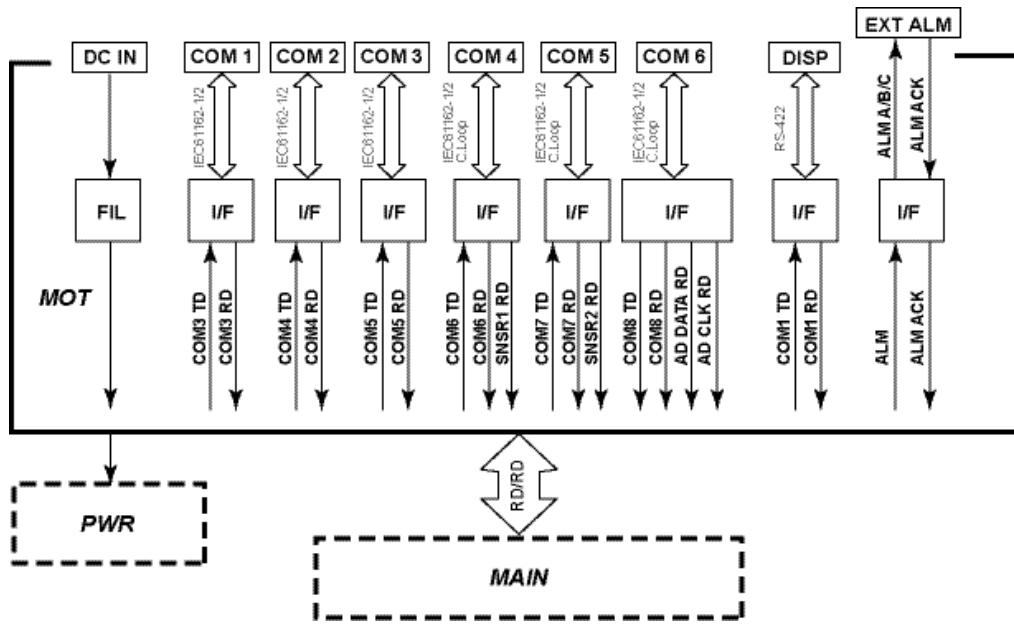 EXT ALM
DC IN
COM 1
COM 2
COM 3
COM 4
COM 5
COM 6
DISP
IEC61162-1/2
IEC61162-1/2
IEC61162-1/2
IEC61162-1/2
C.Loop
IEC61162-1/2
C.Loop
IEC61162-1/2
C.Loop
RS-422
ALM A/B/C
ALM ACK
FIL
I/F
I/F
I/F
I/F
I/F
I/F
I/F
I/F
MOT
COM3 TD
COM3 RD
COM4 TD
COM4 RD
COM5 TD
COM5 RD
COM6 TD
COM6 RD
SNSR1 RD
COM7 TD
COM7 RD
SNSR2 RD
COM8 TD
COM8 RD
AD DATA RD
AD CLK RD
COM1 TD
COM1 RD
ALM
ALM ACK
RD/RD
PWR
MAIN